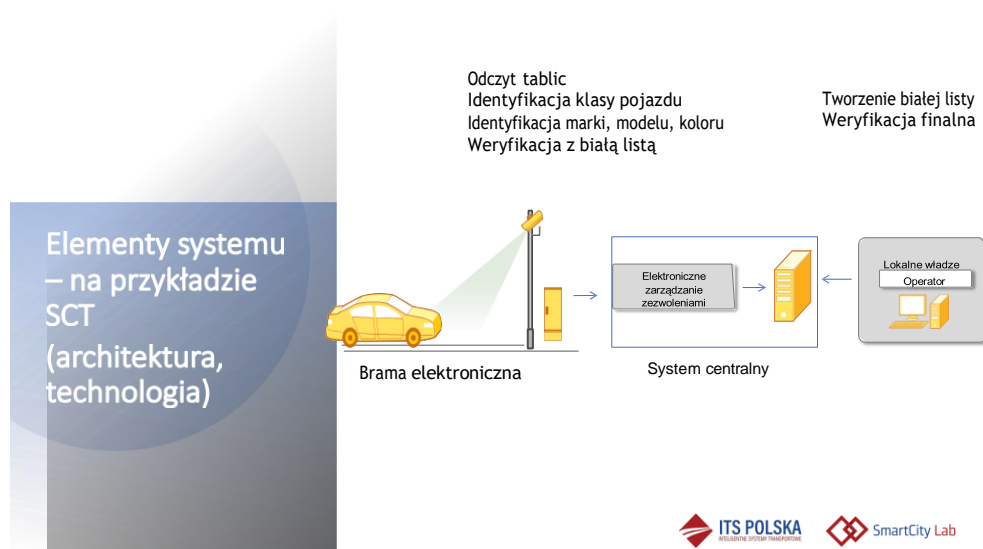 Odczyt tablic
Identyfikacja klasy pojazdu
Identyfikacja marki, modelu, koloru
Weryfikacja z białą listą
Tworzenie białej listy
Weryfikacja finalna
Elementy systemu
– na przykładzie
SCT
(architektura,
technologia)
Elektroniczne
zarządzanie
zezwoleniami
Lokalne władze
Operator
Brama elektroniczna
System centralny
ITS POLSKA
INTELIGENTNE SYSTEMY TRANSPORTOWE
SmartCity Lab